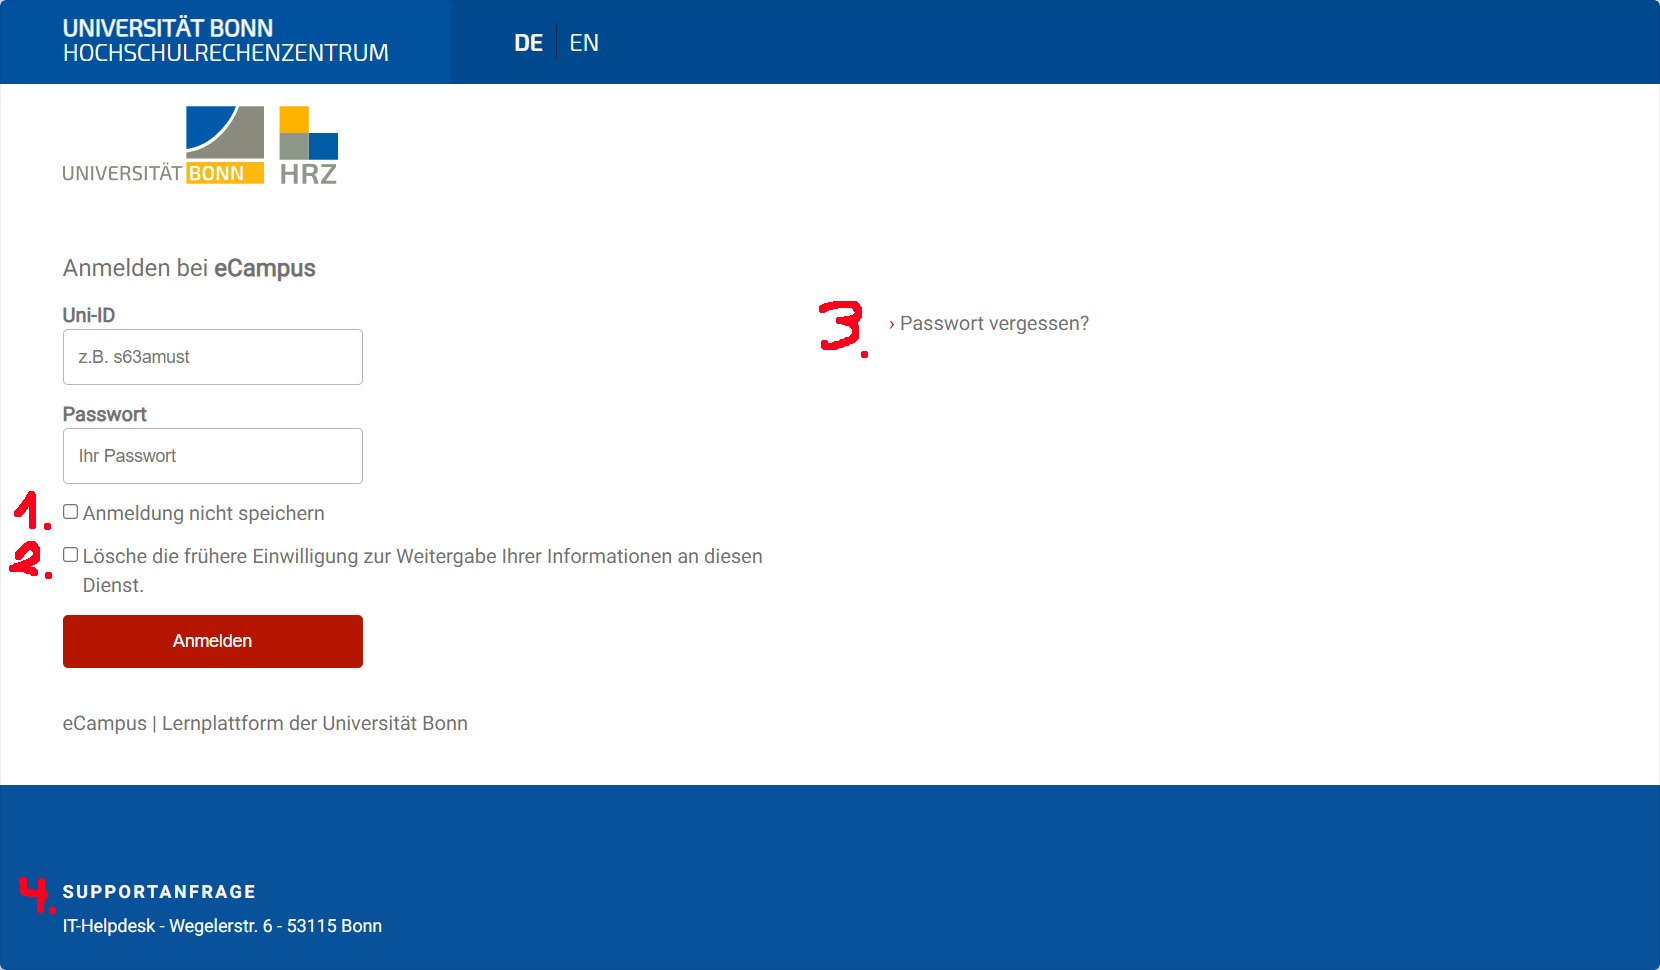 UNIVERSITÄT BONN
HOCHSCHULRECHENZENTRUM
DE | EN
UNIVERSITÄT BONN
HRZ
Anmelden bei eCampus
Uni-ID
z.B. s63amust
3. › Passwort vergessen?
Passwort
Ihr Passwort
1. Anmeldung nicht speichern
2. Lösche die frühere Einwilligung zur Weitergabe Ihrer Informationen an diesen
Dienst.
Anmelden
eCampus | Lernplattform der Universität Bonn
4. SUPPORTANFRAGE
IT-Helpdesk - Wegelerstr. 6 - 53115 Bonn